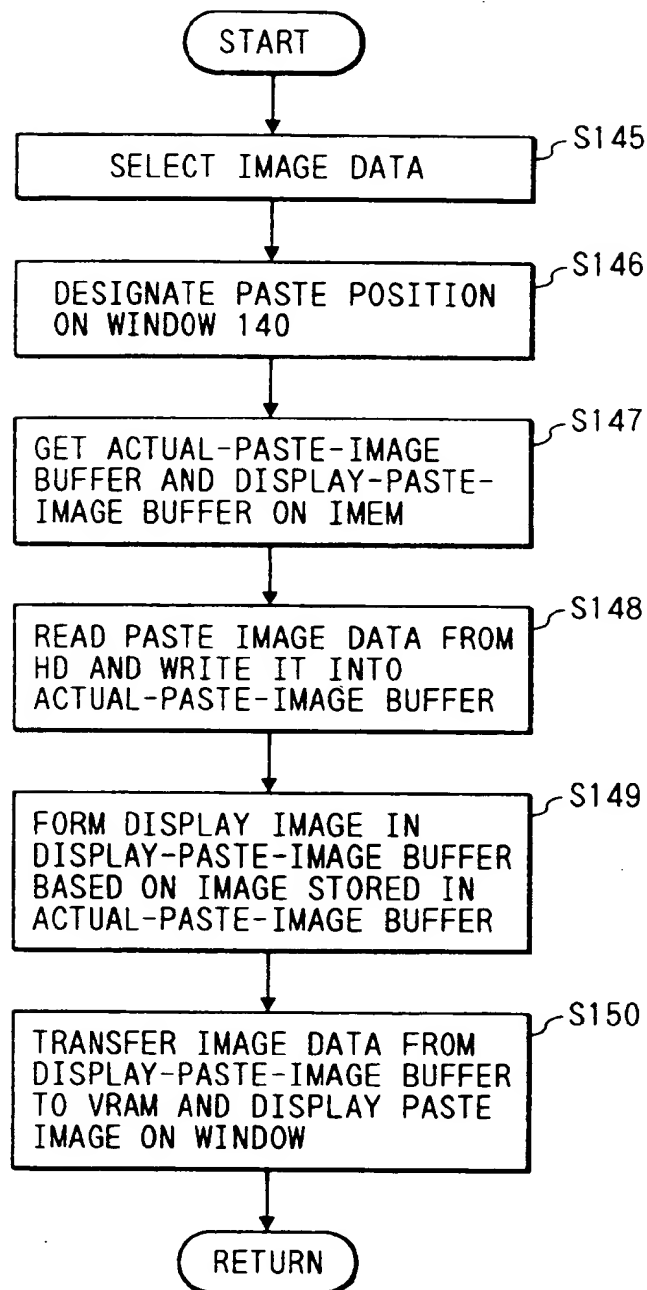 START
S145
SELECT IMAGE DATA
S146
DESIGNATE PASTE POSITION
ON WINDOW 140
S147
GET ACTUAL-PASTE-IMAGE
BUFFER AND DISPLAY-PASTE-
IMAGE BUFFER ON IMEM
S148
READ PASTE IMAGE DATA FROM
HD AND WRITE IT INTO
ACTUAL-PASTE-IMAGE BUFFER
S149
FORM DISPLAY IMAGE IN
DISPLAY-PASTE-IMAGE BUFFER
BASED ON IMAGE STORED IN
ACTUAL-PASTE-IMAGE BUFFER
S150
TRANSFER IMAGE DATA FROM
DISPLAY-PASTE-IMAGE BUFFER
TO VRAM AND DISPLAY PASTE
IMAGE ON WINDOW
RETURN